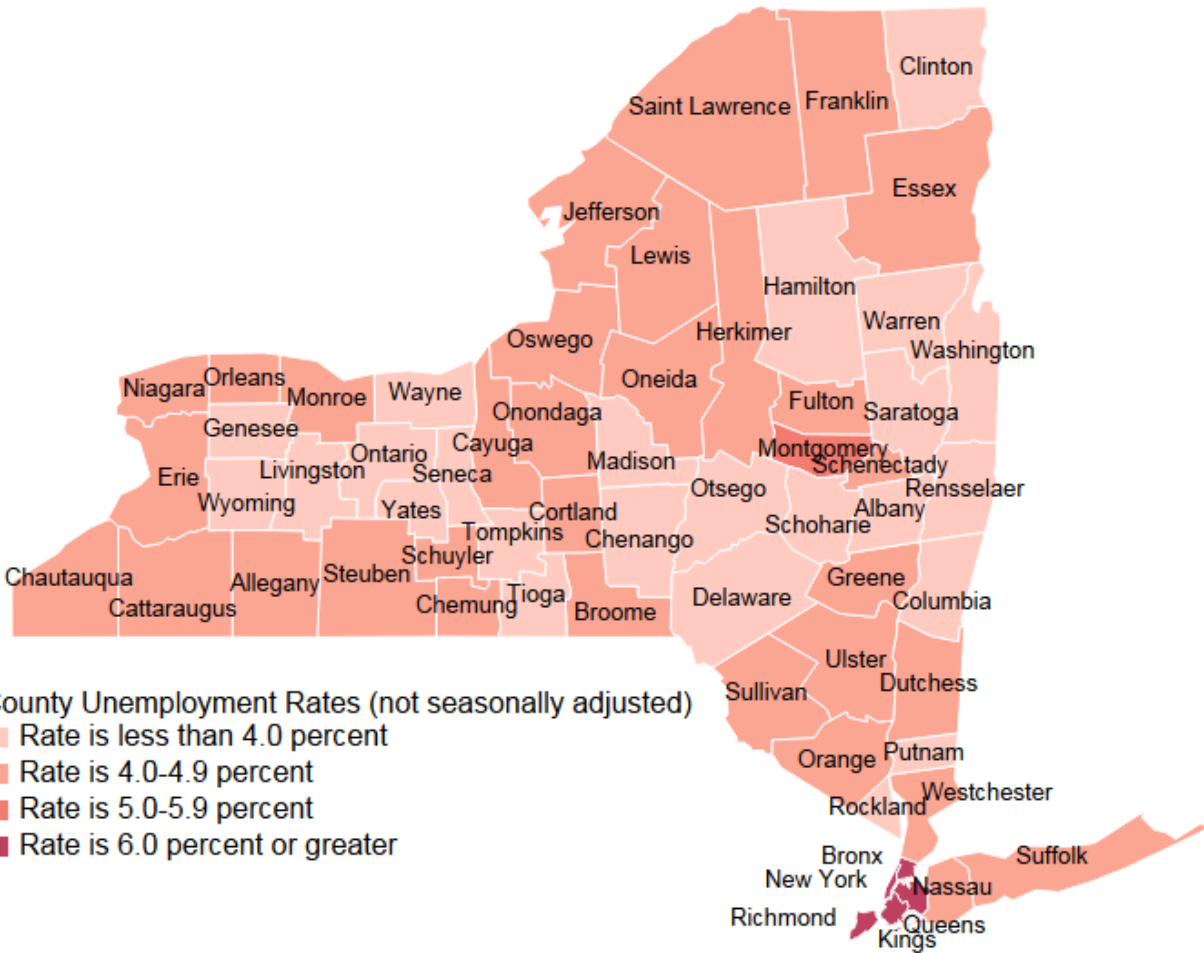 Clinton
Saint Lawrence
Franklin
Essex
Jefferson
Lewis
Hamilton
Herkimer
Warren
Washington
Oswego
Oneida
Niagara
Orleans
Monroe
Wayne
Onondaga
Fulton
Saratoga
Genesee
Ontario
Cayuga
Madison
Montgomery
Schenectady
Erie
Livingston
Seneca
Otsego
Rensselaer
Wyoming
Yates
Cortland
Albany
Schoharie
Tompkins
Chenango
Schuyler
Chautauqua
Cattaraugus
Allegany
Steuben
Chemung
Tioga
Broome
Delaware
Greene
Columbia
Ulster
Dutchess
Sullivan
Orange
Putnam
Rockland
Westchester
Suffolk
Bronx
New York
Nassau
Richmond
Queens
Kings
ounty Unemployment Rates (not seasonally adjusted)
Rate is less than 4.0 percent
Rate is 4.0-4.9 percent
Rate is 5.0-5.9 percent
Rate is 6.0 percent or greater